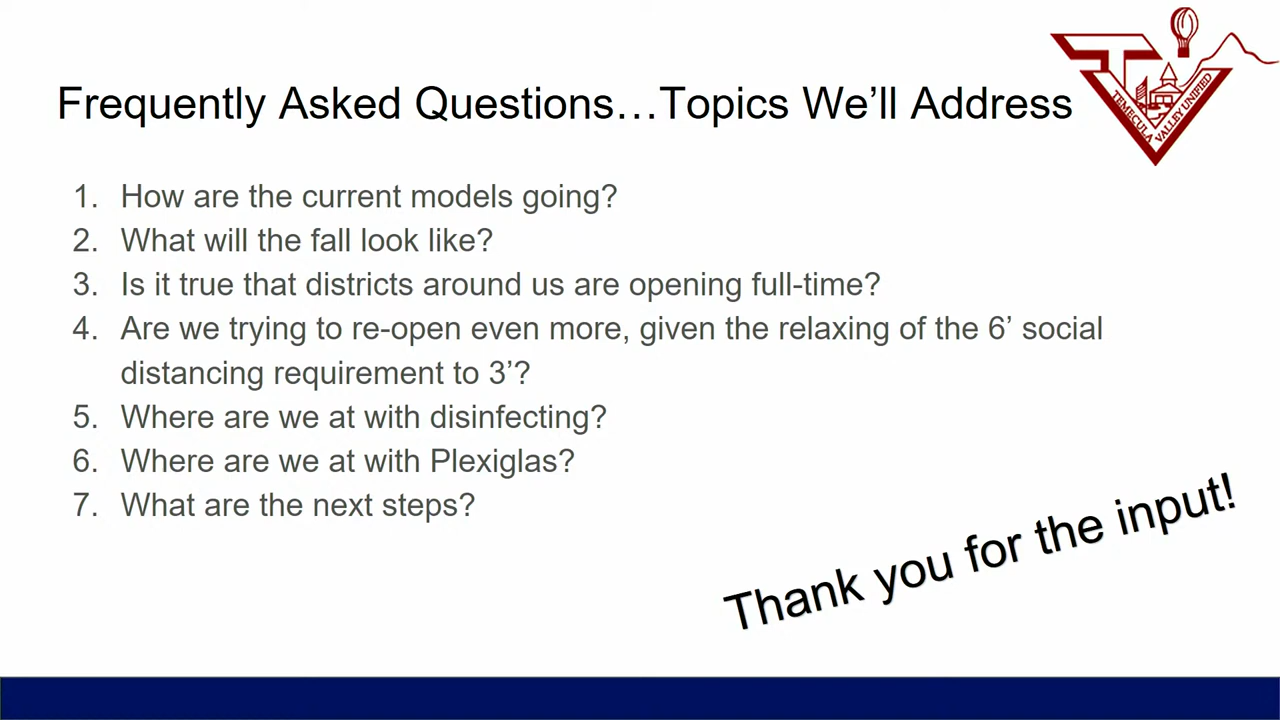 Frequently Asked Questions…Topics We’ll Address
TEMECULA
VALLEY UNIFIED
1. How are the current models going?
2. What will the fall look like?
3. Is it true that districts around us are opening full-time?
4. Are we trying to re-open even more, given the relaxing of the 6’ social
distancing requirement to 3’?
5. Where are we at with disinfecting?
6. Where are we at with Plexiglas?
7. What are the next steps?
Thank you for the input!